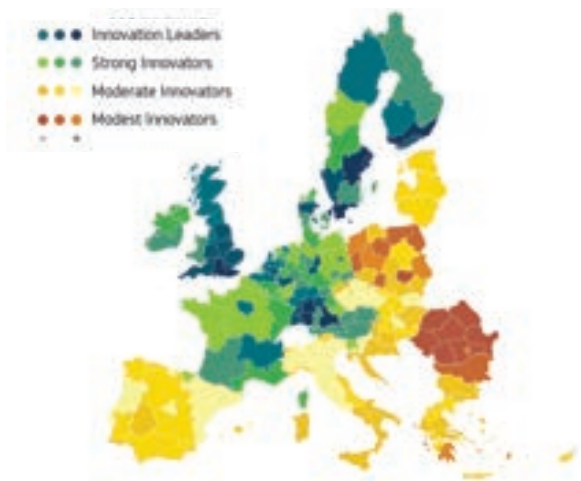 Innovation Leaders
Strong Innovators
Moderate Innovators
Modest Innovators